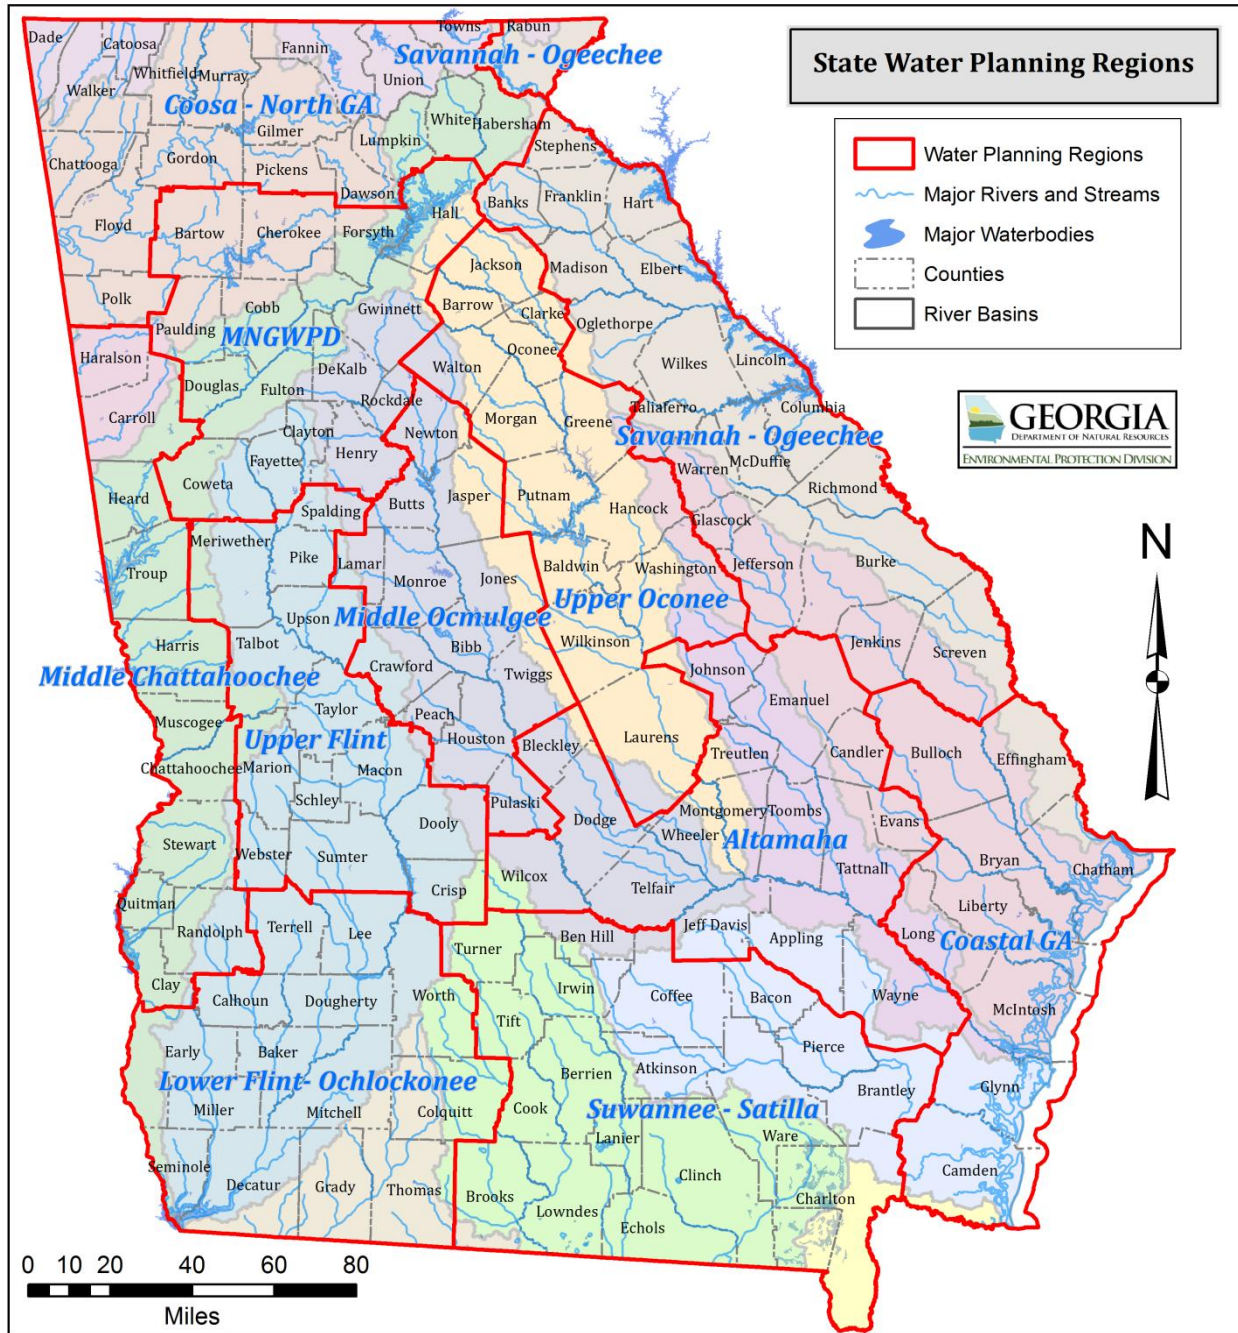 State Water Planning Regions
Water Planning Regions
Major Rivers and Streams
Major Waterbodies
Counties
River Basins
GEORGIA
DEPARTMENT OF NATURAL RESOURCES
ENVIRONMENTAL PROTECTION DIVISION
N
Dade
Catoosa
Fannin
Towns
Rabun
Savannah - Ogeechee
Whitfield
Murray
Union
Walker
Coosa - North GA
White
Habersham
Gilmer
Lumpkin
Stephens
Chattooga
Gordon
Pickens
Dawson
Banks
Franklin
Hart
Hall
Floyd
Bartow
Cherokee
Forsyth
Jackson
Madison
Elbert
Polk
Cobb
Gwinnett
Barrow
Clarke
Oglethorpe
Paulding
MNGWPD
Oconee
Haralson
DeKalb
Walton
Wilkes
Lincoln
Douglas
Fulton
Rockdale
Carroll
Morgan
Greene
Taliaferro
Columbia
Clayton
Newton
Savannah - Ogeechee
Fayette
Henry
Warren
McDuffie
Coweta
Heard
Butts
Jasper
Putnam
Richmond
Spalding
Hancock
Glascock
Meriwether
Pike
Lamar
Baldwin
Washington
Jefferson
Burke
Troup
Monroe
Jones
Upper Oconee
Middle Ocmulgee
Upson
Harris
Talbot
Bibb
Wilkinson
Jenkins
Screven
Middle Chattahoochee
Crawford
Twiggs
Johnson
Emanuel
Taylor
Peach
Muscogee
Upper Flint
Houston
Bleckley
Laurens
Treutlen
Candler
Bulloch
Effingham
Chattahoochee
Marion
Macon
Schley
Pulaski
Dodge
Montgomery
Toombs
Evans
Stewart
Dooly
Wheeler
Altamaha
Webster
Sumter
Bryan
Chatham
Wilcox
Telfair
Tattnall
Crisp
Quitman
Liberty
Randolph
Terrell
Lee
Turner
Ben Hill
Jeff Davis
Appling
Long
Coastal GA
Clay
Calhoun
Dougherty
Worth
Irwin
Coffee
Bacon
Wayne
McIntosh
Tift
Early
Baker
Pierce
Lower Flint- Ochlockonee
Berrien
Atkinson
Brantley
Glynn
Miller
Mitchell
Colquitt
Cook
Suwannee - Satilla
Lanier
Ware
Seminole
Decatur
Grady
Thomas
Brooks
Clinch
Camden
Lowndes
Echols
Charlton
0 10 20 40 60 80
Miles